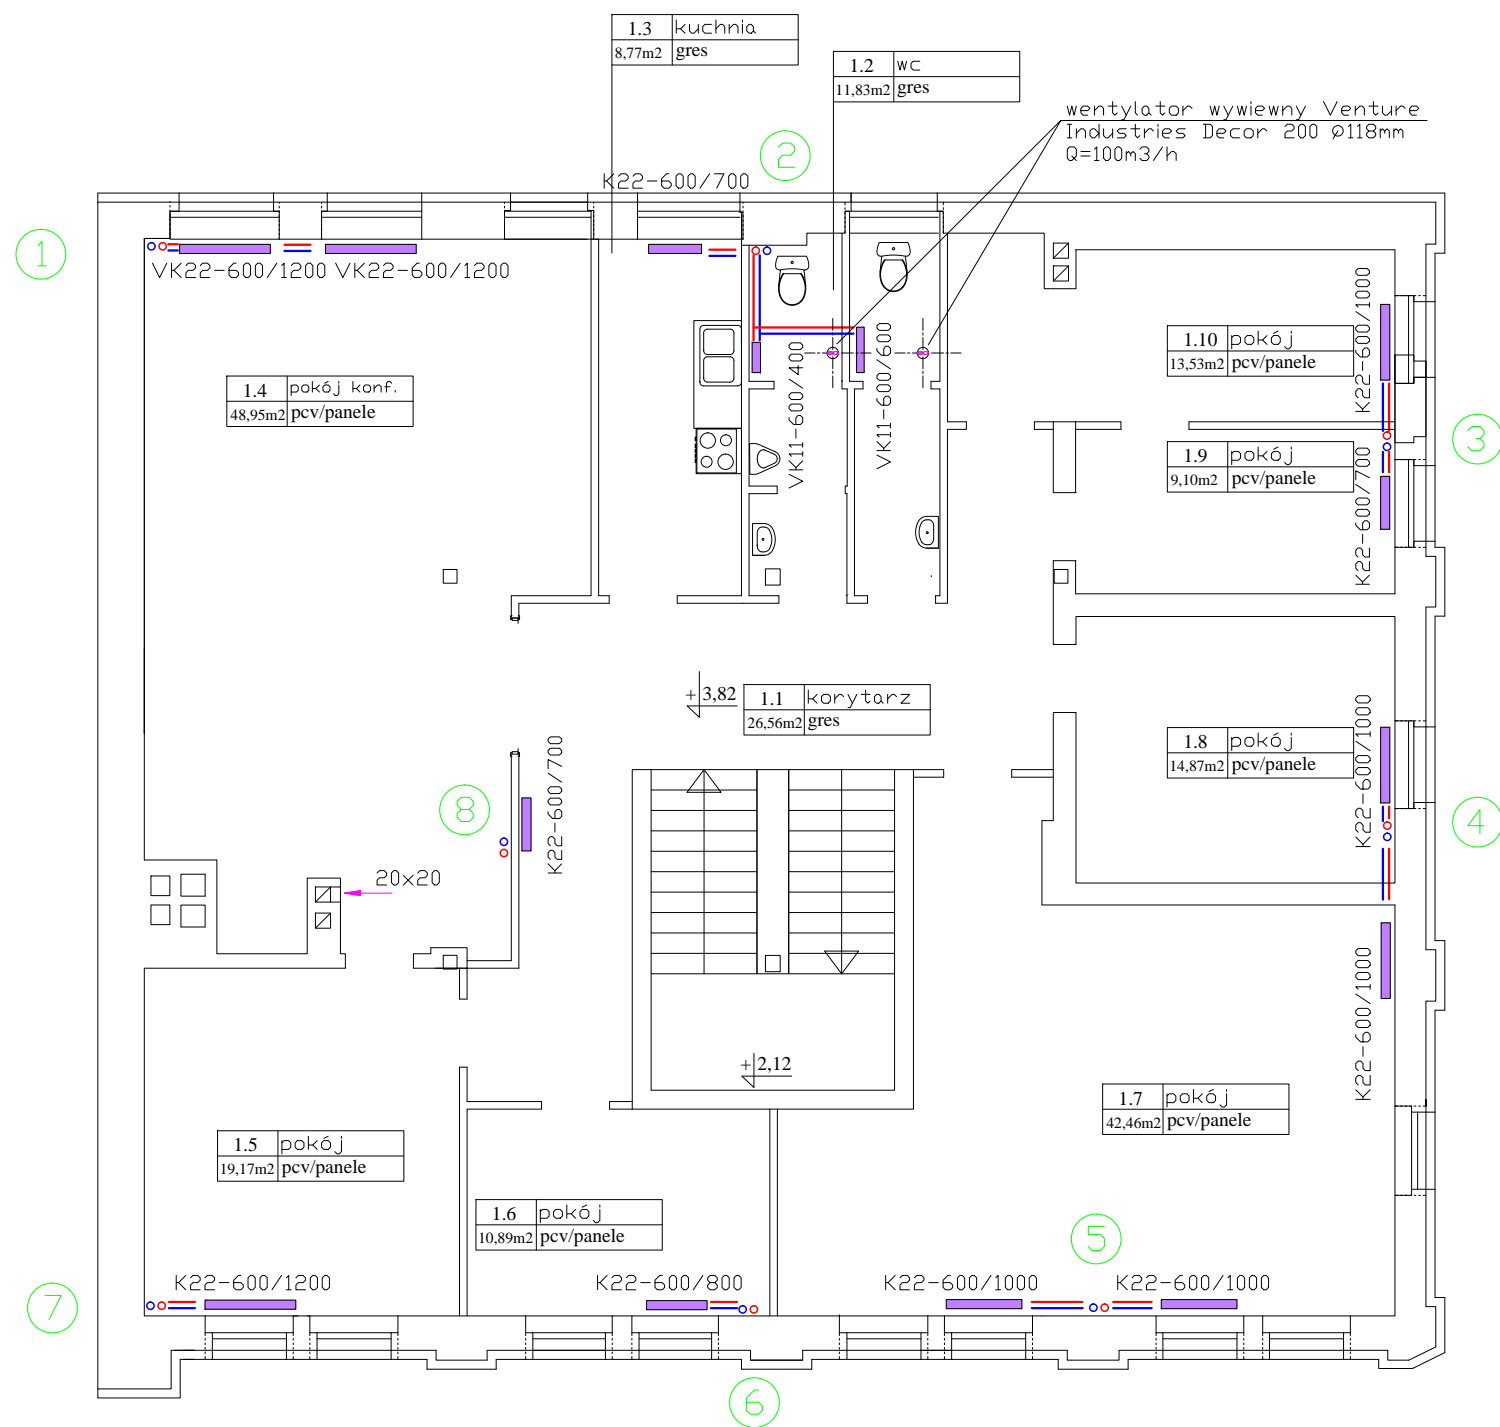 1.3 kuchnia
8,77m2 gres
1.2 wc
11,83m2 gres
wentylator wywiewny Venture
Industries Decor 200 Ø118mm
Q=100m3/h
2
K22-600/700
1
VK22-600/1200 VK22-600/1200
K22-600/1000
1.10 pokój
13,53m2 pcv/panele
VK11-600/400
VK11-600/600
1.4 pokój konf.
48,95m2 pcv/panele
3
1.9 pokój
9,10m2 pcv/panele
K22-600/700
+3,82
1.1 korytarz
26,56m2 gres
K22-600/1000
1.8 pokój
14,87m2 pcv/panele
K22-600/700
8
4
20x20
K22-600/1000
+2,12
1.7 pokój
42,46m2 pcv/panele
1.5 pokój
19,17m2 pcv/panele
1.6 pokój
10,89m2 pcv/panele
5
K22-600/1200
K22-600/800
K22-600/1000
K22-600/1000
7
6